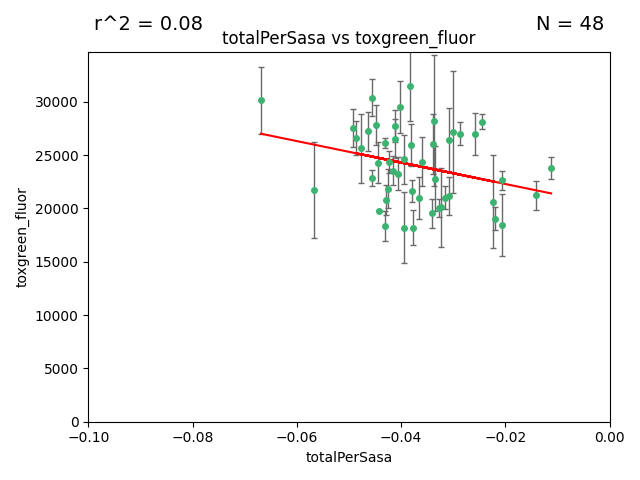 r^2 = 0.08
N = 48
totalPerSasa vs toxgreen_fluor
30000
25000
20000
15000
10000
5000
0
toxgreen_fluor
−0.10
−0.08
−0.06
−0.04
−0.02
0.00
totalPerSasa